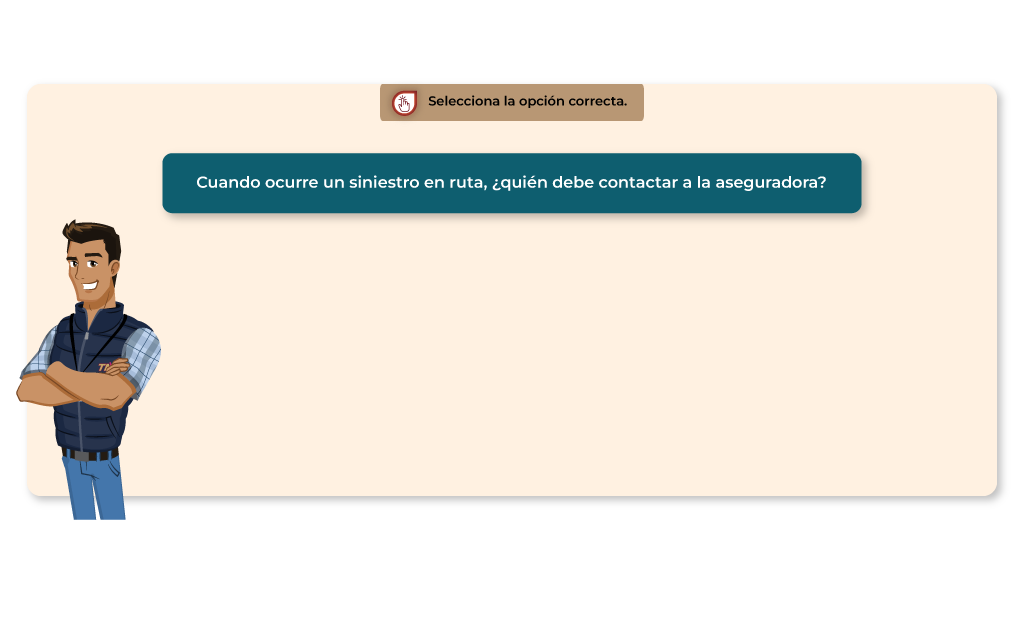 Selecciona la opción correcta.
Cuando ocurre un siniestro en ruta, ¿quién debe contactar a la aseguradora?